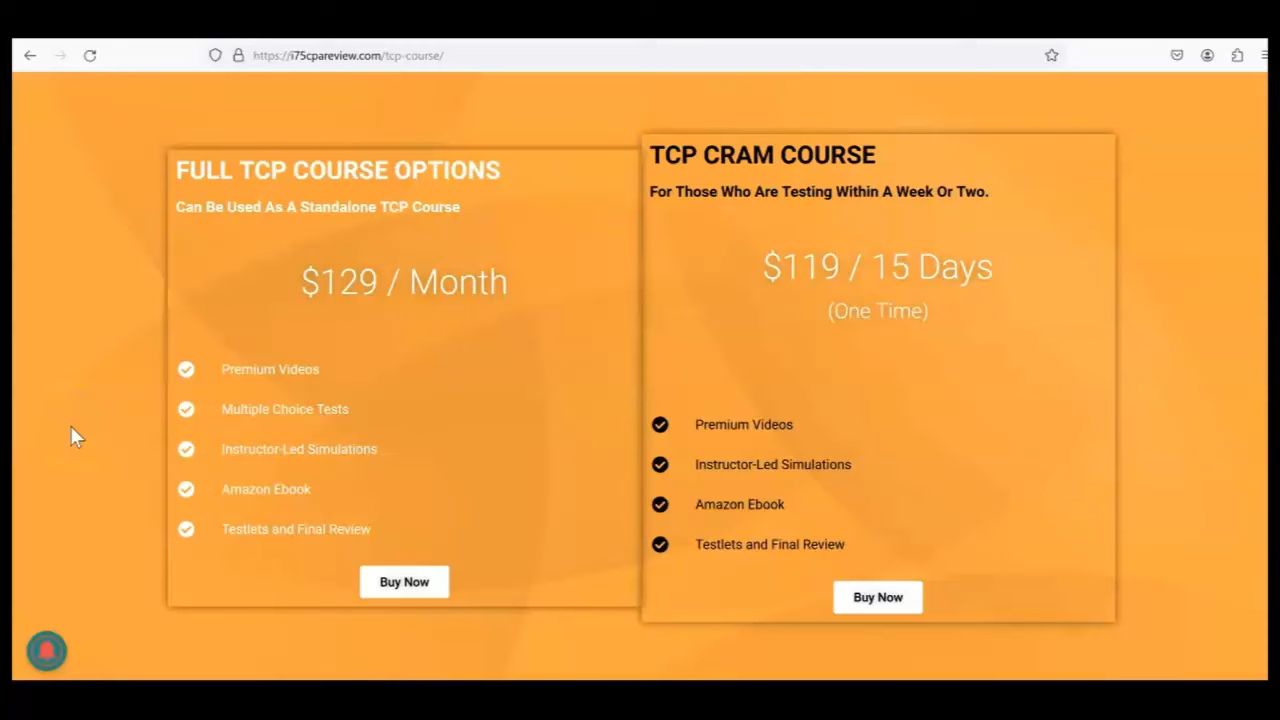 https://i75cpareview.com/tcp-course/
FULL TCP COURSE OPTIONS
Can Be Used As A Standalone TCP Course
$129 / Month
Premium Videos
Multiple Choice Tests
Instructor-Led Simulations
Amazon Ebook
Testlets and Final Review
Buy Now
TCP CRAM COURSE
For Those Who Are Testing Within A Week Or Two.
$119 / 15 Days
(One Time)
Premium Videos
Instructor-Led Simulations
Amazon Ebook
Testlets and Final Review
Buy Now